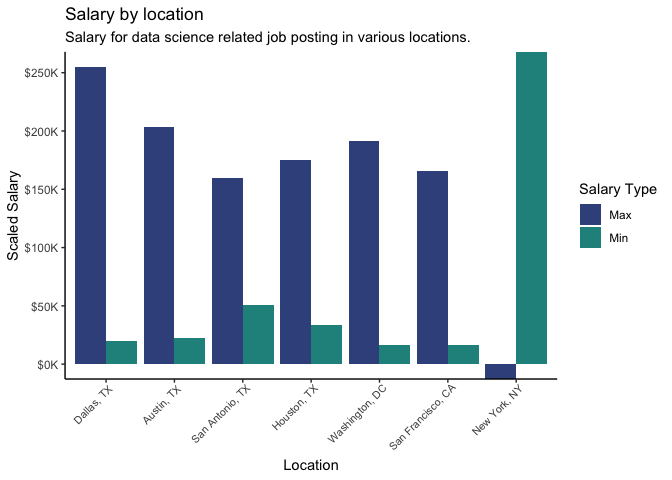 Salary by location
Salary for data science related job posting in various locations.
$250K
$200K
$150K
$100K
$50K
$0K
Scaled Salary
Dallas, TX
Austin, TX
San Antonio, TX
Houston, TX
Washington, DC
San Francisco, CA
New York, NY
Location
Salary Type
Max
Min